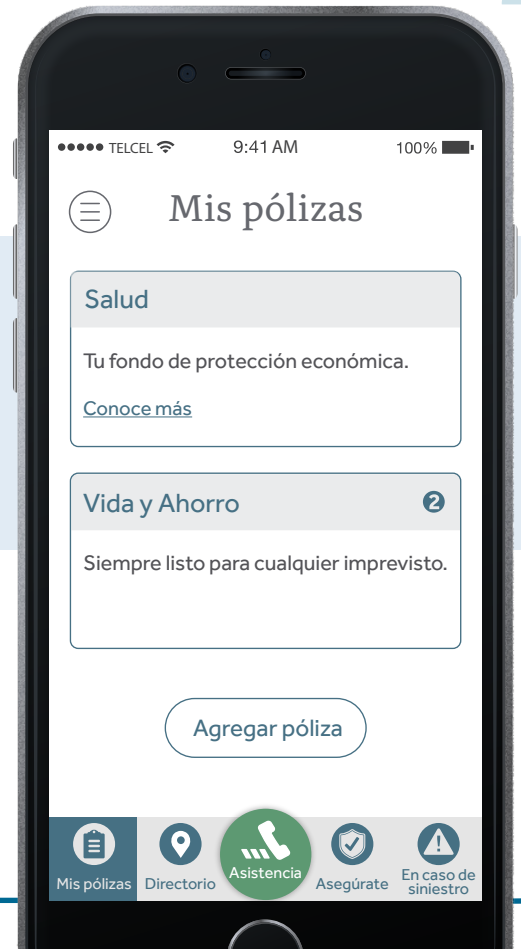 TELCEL 9:41 AM 100%
Mis pólizas
Salud
Tu fondo de protección económica.
Conoce más
Vida y Ahorro 2
Siempre listo para cualquier imprevisto.
Agregar póliza
Mis pólizas Directorio Asistencia Asegúrate En caso de
siniestro